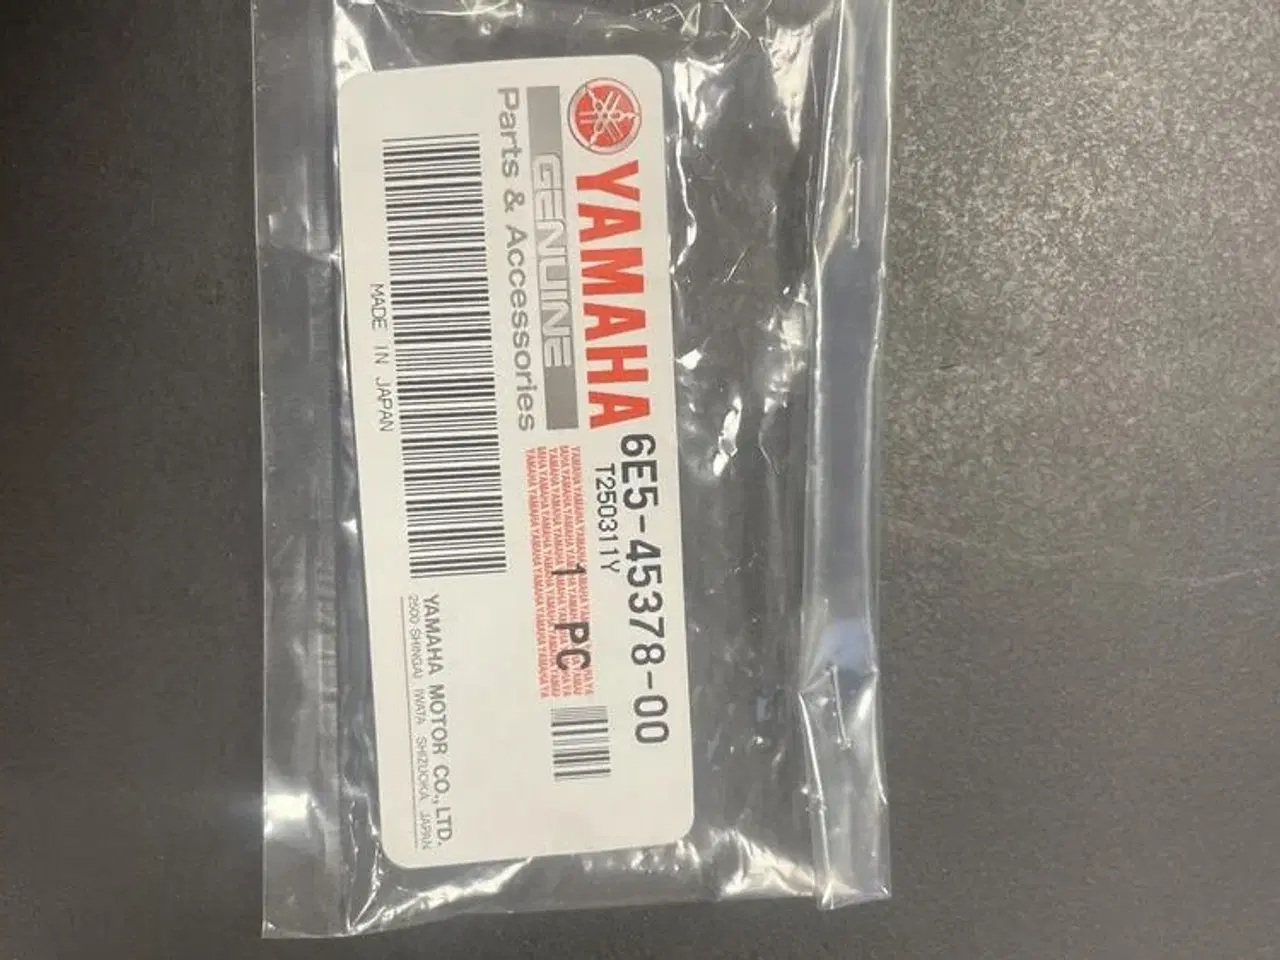 YAMAHA
GENUINE
Parts & Accessories
6E5-45378-00
T250311Y
1 PC
MADE IN JAPAN
YAMAHA MOTOR CO., LTD.
2500 SHINGAI IWATA SHIZUOKA JAPAN